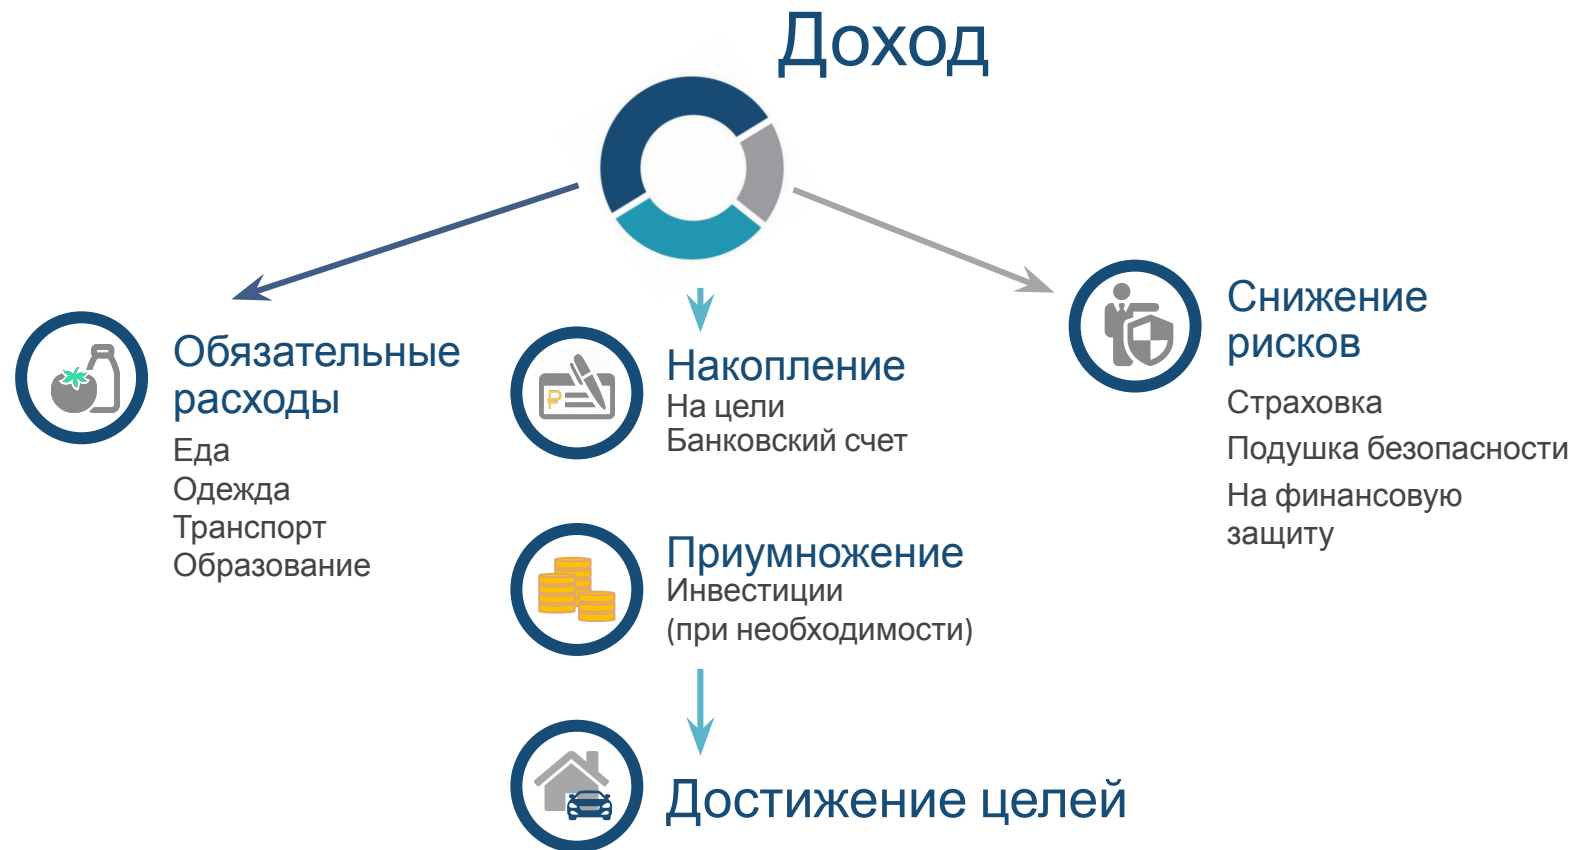 Доход
Обязательные
расходы
Еда
Одежда
Транспорт
Образование
Накопление
На цели
Банковский счет
Приумножение
Инвестиции
(при необходимости)
Достижение целей
Снижение
рисков
Страховка
Подушка безопасности
На финансовую
защиту